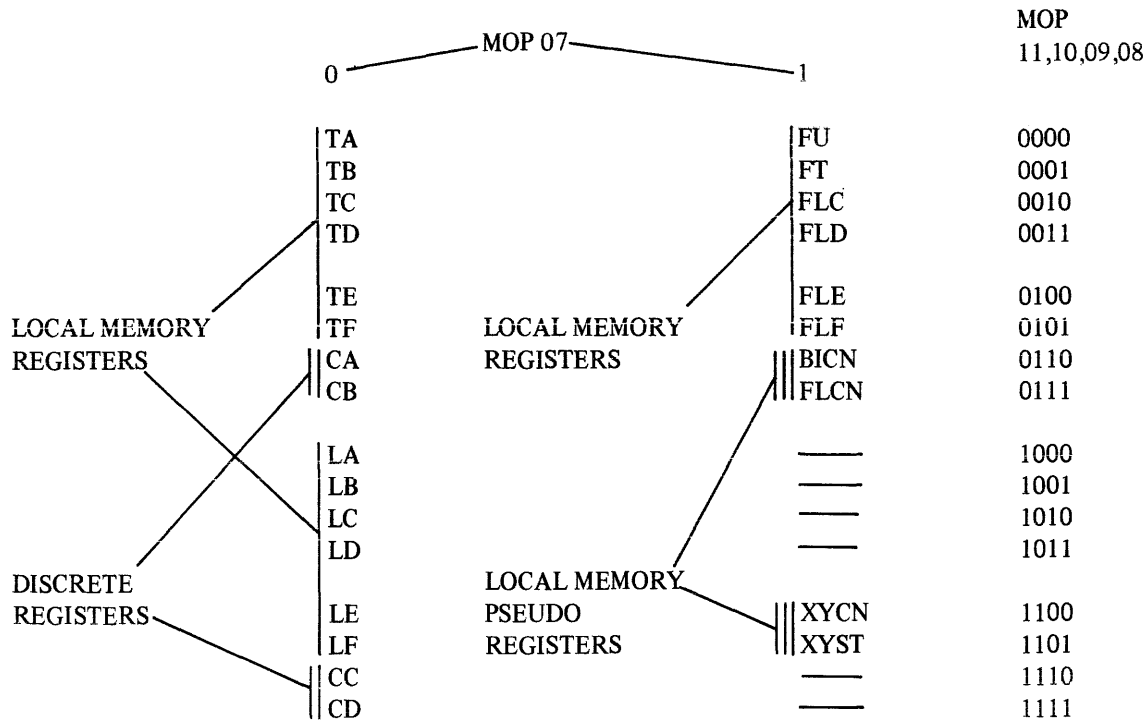 MOP
MOP 07 11,10,09,08
0 1
TA FU 0000
TB FT 0001
TC FLC 0010
TD FLD 0011
TE FLE 0100
LOCAL MEMORY TF LOCAL MEMORY FLF 0101
REGISTERS CA REGISTERS BICN 0110
CB FLCN 0111
LA 1000
LB 1001
LC 1010
LD 1011
DISCRETE LOCAL MEMORY
REGISTERS LE PSEUDO XYCN 1100
LF REGISTERS XYST 1101
CC 1110
CD 1111